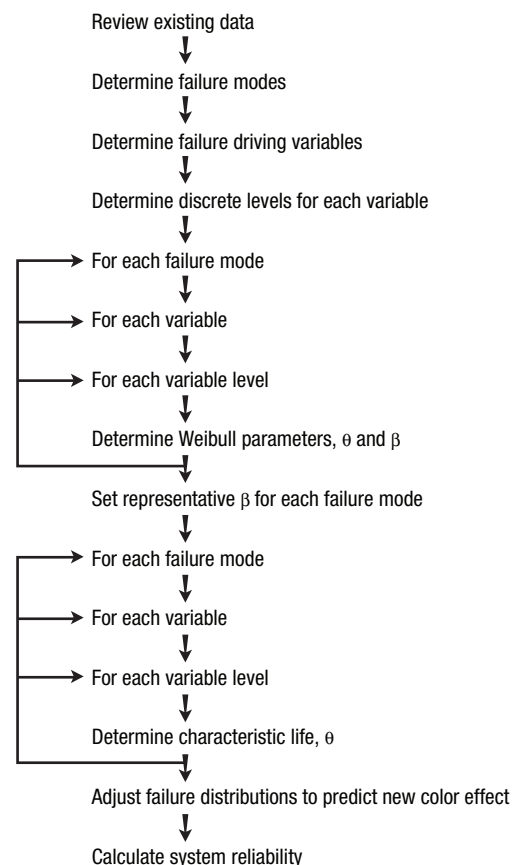 Review existing data
Determine failure modes
Determine failure driving variables
Determine discrete levels for each variable
For each failure mode
For each variable
For each variable level
Determine Weibull parameters, θ and β
Set representative β for each failure mode
For each failure mode
For each variable
For each variable level
Determine characteristic life, θ
Adjust failure distributions to predict new color effect
Calculate system reliability